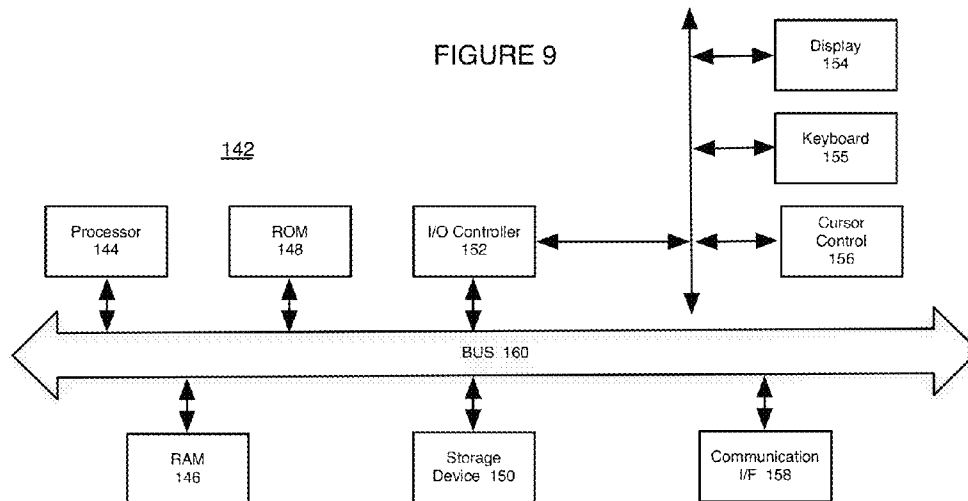 FIGURE 9
Display
154
Keyboard
155
142
Processor
144
ROM
148
I/O Controller
152
Cursor
Control
156
BUS 160
RAM
146
Storage
Device 150
Communication
I/F 158